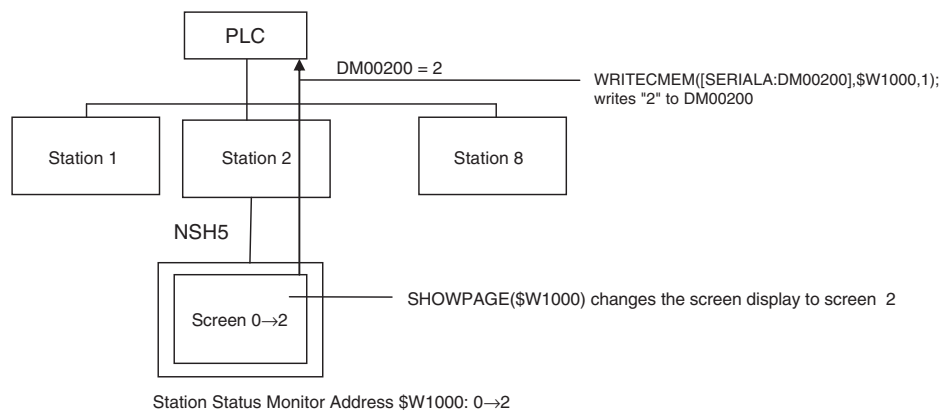 PLC
DM00200 = 2
WRITECMEM([SERIALA:DM00200],$W1000,1);
writes "2" to DM00200
Station 1
Station 2
Station 8
NSH5
SHOWPAGE($W1000) changes the screen display to screen 2
Screen 0→2
Station Status Monitor Address $W1000: 0→2